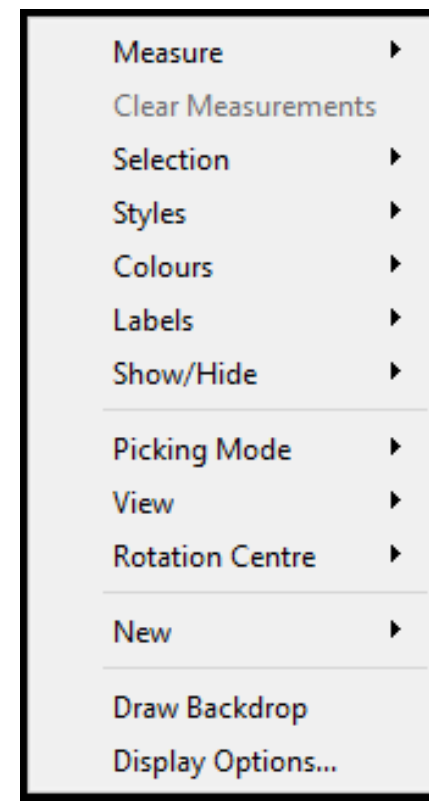 Measure
Clear Measurements
Selection
Styles
Colours
Labels
Show/Hide
Picking Mode
View
Rotation Centre
New
Draw Backdrop
Display Options...